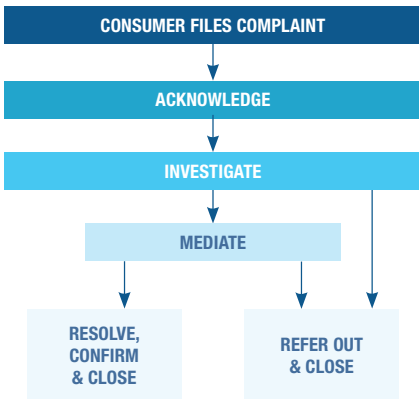 CONSUMER FILES COMPLAINT
ACKNOWLEDGE
INVESTIGATE
MEDIATE
RESOLVE,
CONFIRM
& CLOSE
REFER OUT
& CLOSE